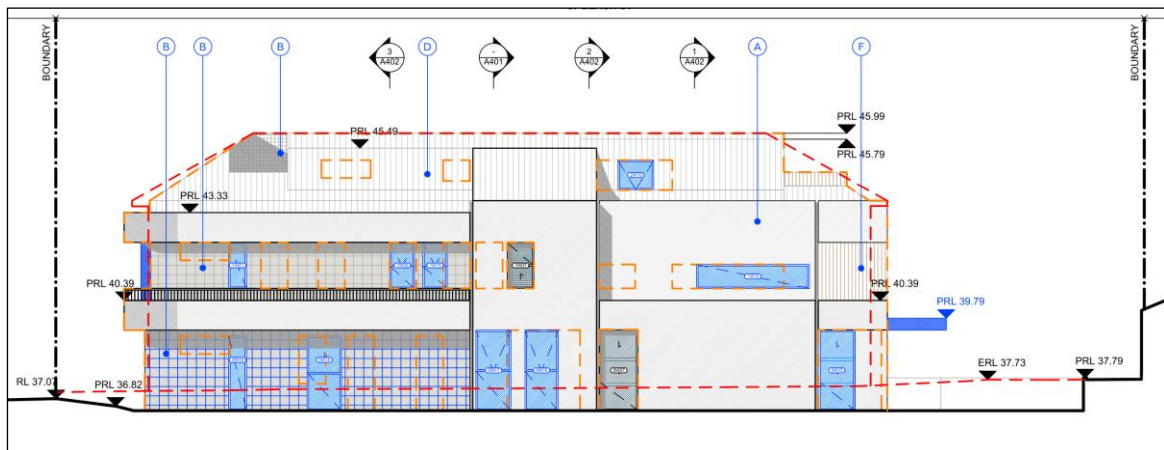 BOUNDARY
BOUNDARY
B
B
B
3
A402
D
-
A401
2
A402
1
A402
A
F
PRL 45.99
PRL 45.49
PRL 45.79
PRL 43.33
PRL 40.39
PRL 40.39
PRL 39.79
B
RL 37.07
PRL 36.82
ERL 37.73
PRL 37.79